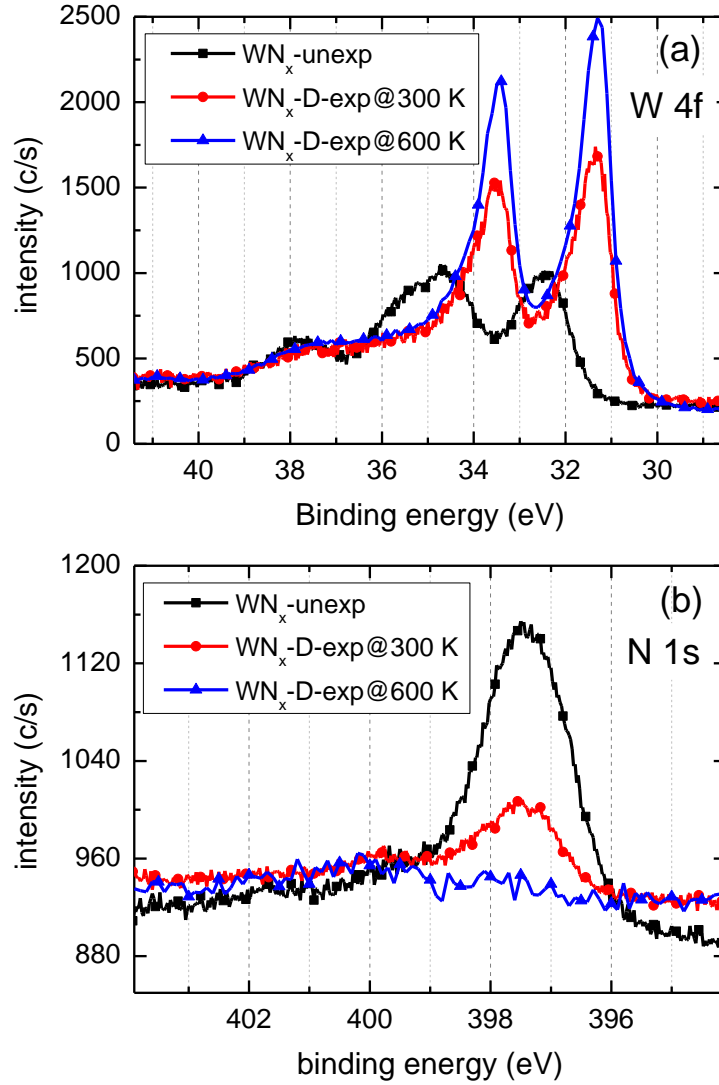 2500
2000
1500
1000
500
0
intensity (c/s)
WNx-unexp
WNx-D-exp@300 K
WNx-D-exp@600 K
(a)
W 4f
40 38 36 34 32 30
Binding energy (eV)
1200
1120
1040
960
880
intensity (c/s)
WNx-unexp
WNx-D-exp@300 K
WNx-D-exp@600 K
(b)
N 1s
402 400 398 396
binding energy (eV)